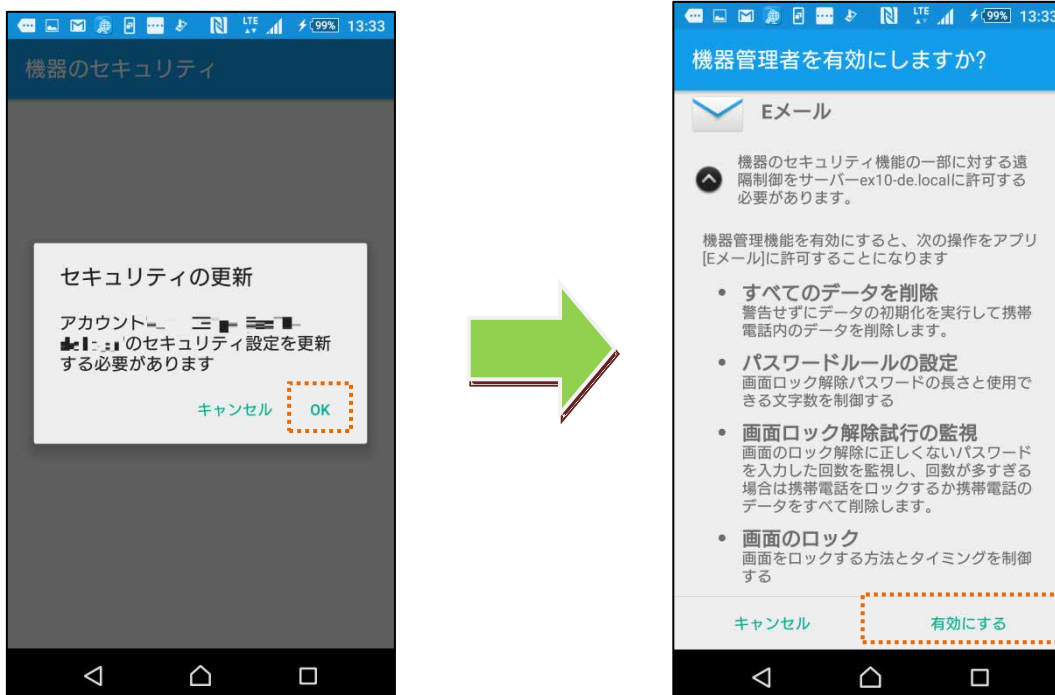 LTE
99%
13:33
機器のセキュリティ
セキュリティの更新
アカウント
のセキュリティ設定を更新
する必要があります
キャンセル
OK
LTE
99%
13:33
機器管理者を有効にしますか?
Eメール
機器のセキュリティ機能の一部に対する遠
隔制御をサーバーex10-de.localに許可する
必要があります。
機器管理機能を有効にすると、次の操作をアプリ
[Eメール]に許可することになります
• すべてのデータを削除
警告せずにデータの初期化を実行して携帯
電話内のデータを削除します。
• パスワードルールの設定
画面ロック解除パスワードの長さと使用で
きる文字数を制御する
• 画面ロック解除試行の監視
画面のロック解除に正しくないパスワード
を入力した回数を監視し、回数が多すぎる
場合は携帯電話をロックするか携帯電話の
データをすべて削除します。
• 画面のロック
画面をロックする方法とタイミングを制御
する
キャンセル
有効にする